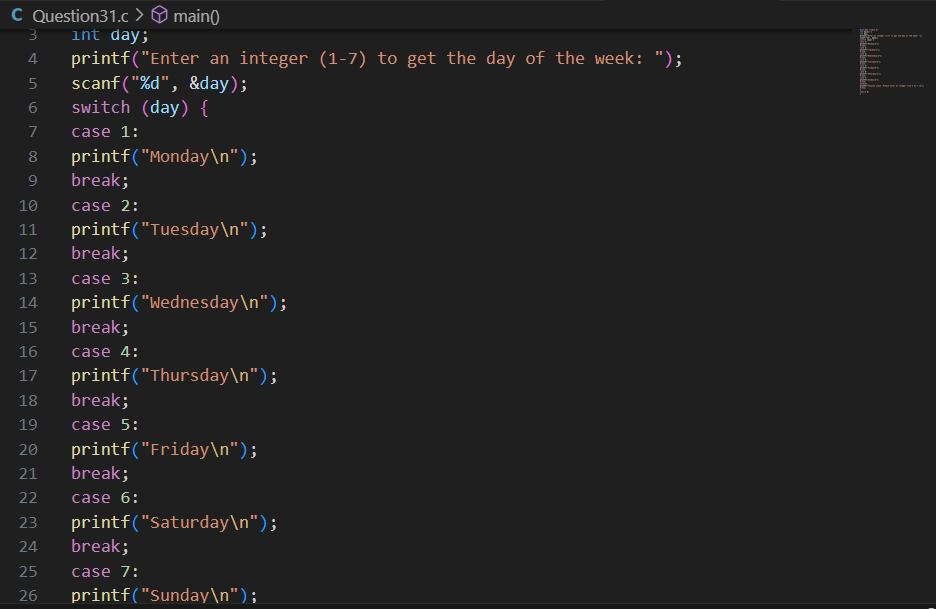 C Question31.c > main()
3 int day;
4 printf("Enter an integer (1-7) to get the day of the week: ");
5 scanf("%d", &day);
6 switch (day) {
7 case 1:
8 printf("Monday\n");
9 break;
10 case 2:
11 printf("Tuesday\n");
12 break;
13 case 3:
14 printf("Wednesday\n");
15 break;
16 case 4:
17 printf("Thursday\n");
18 break;
19 case 5:
20 printf("Friday\n");
21 break;
22 case 6:
23 printf("Saturday\n");
24 break;
25 case 7:
26 printf("Sunday\n");